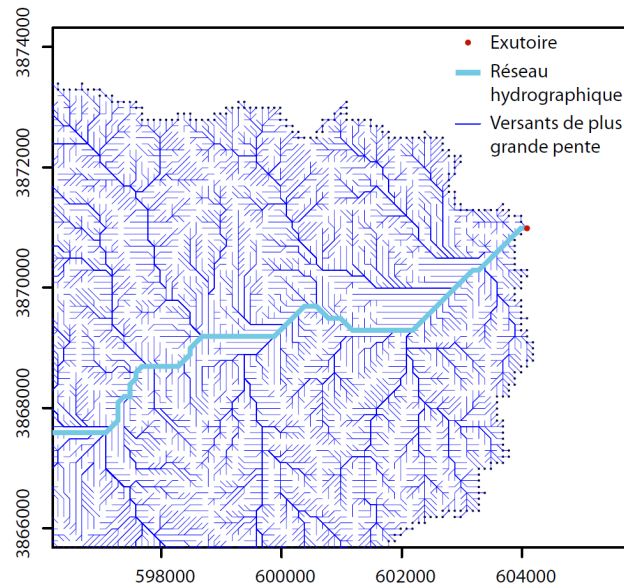 Exutoire
Réseau
hydrographique
Versants de plus
grande pente
3874000
3872000
3870000
3868000
3866000
598000
600000
602000
604000